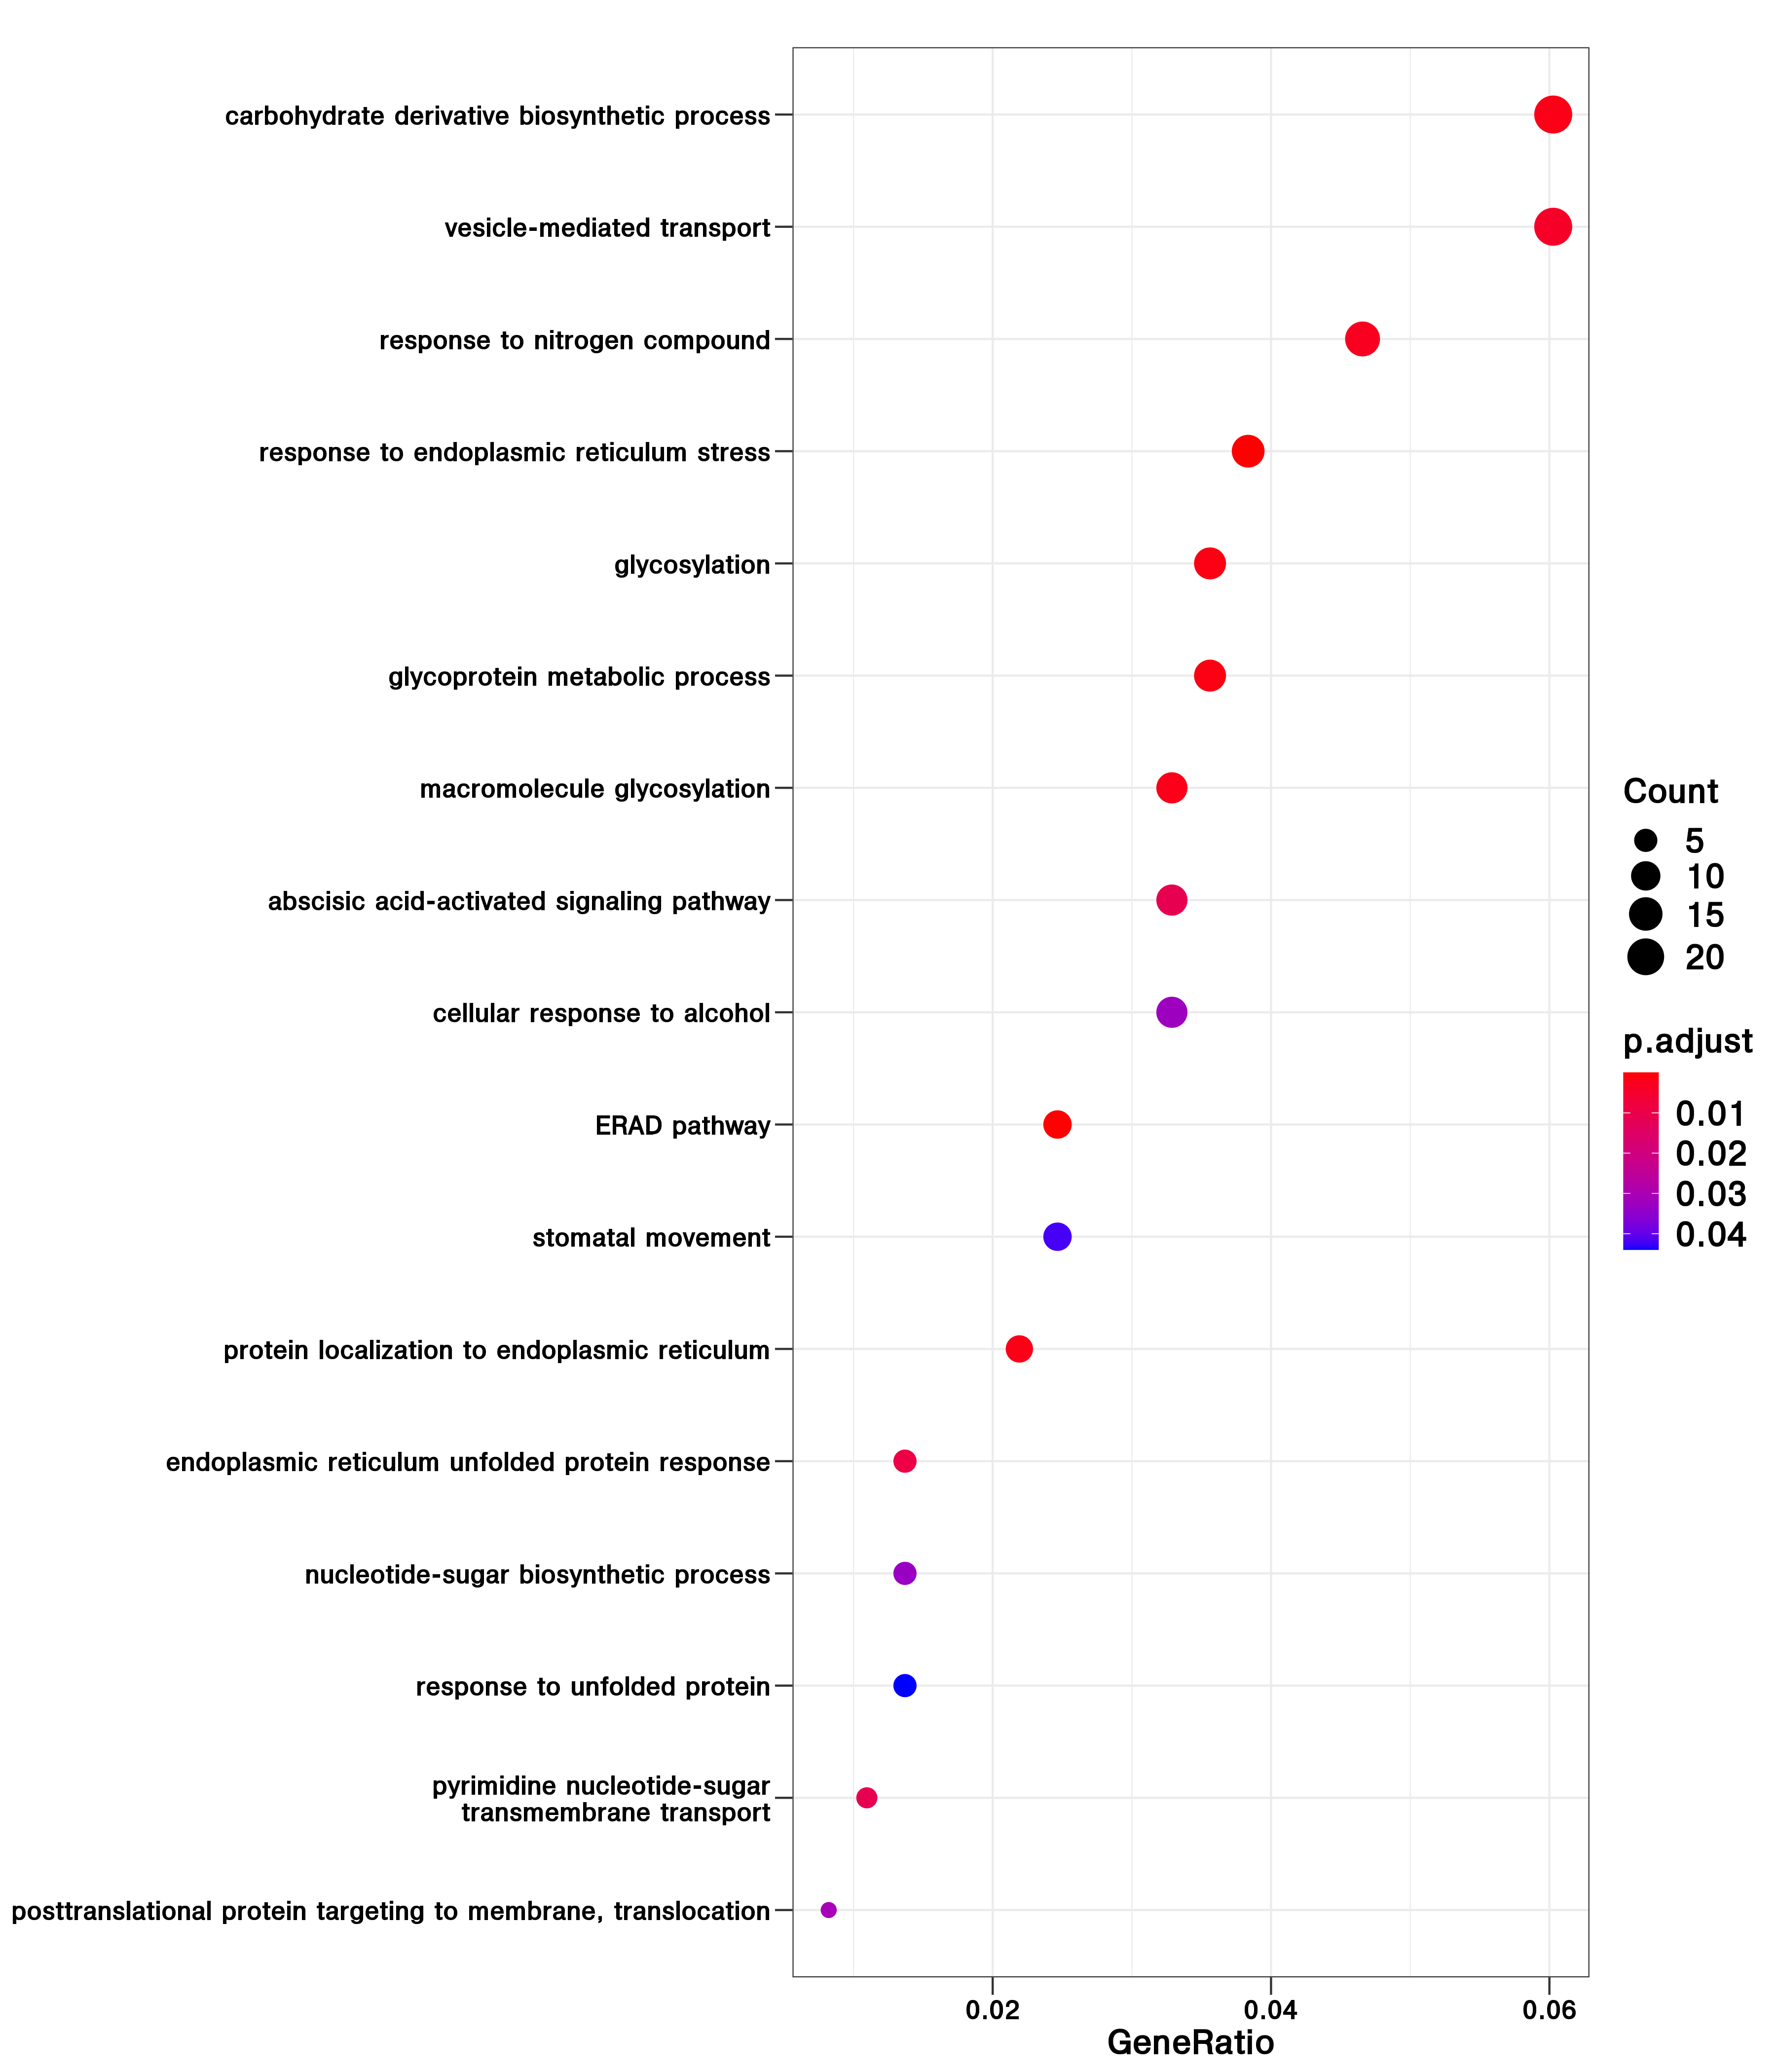 carbohydrate derivative biosynthetic process
vesicle-mediated transport
response to nitrogen compound
response to endoplasmic reticulum stress
glycosylation
glycoprotein metabolic process
macromolecule glycosylation
abscisic acid-activated signaling pathway
cellular response to alcohol
ERAD pathway
stomatal movement
protein localization to endoplasmic reticulum
endoplasmic reticulum unfolded protein response
nucleotide-sugar biosynthetic process
response to unfolded protein
pyrimidine nucleotide-sugar
transmembrane transport
posttranslational protein targeting to membrane, translocation
0.02
0.04
0.06
GeneRatio
Count
5
10
15
20
p.adjust
0.01
0.02
0.03
0.04